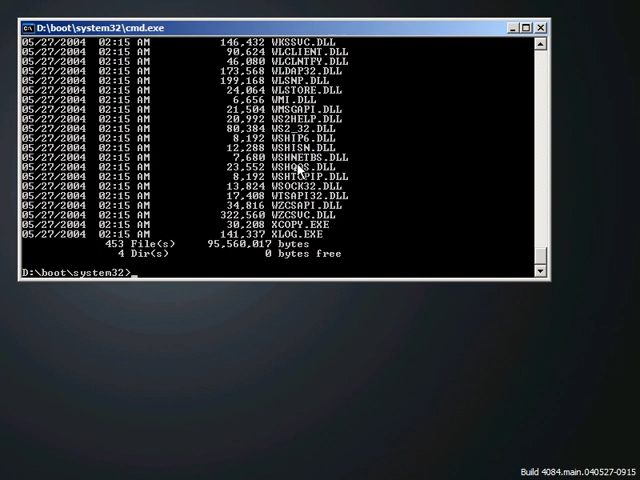 D:\boot\system32\cmd.exe
05/27/2004 02:15 AM 146,432 WKSSVC.DLL
05/27/2004 02:15 AM 90,624 WLCLIENT.DLL
05/27/2004 02:15 AM 46,080 WLCLNTFY.DLL
05/27/2004 02:15 AM 173,568 WLDAP32.DLL
05/27/2004 02:15 AM 199,168 WLSNP.DLL
05/27/2004 02:15 AM 24,064 WLSTORE.DLL
05/27/2004 02:15 AM 6,656 WMI.DLL
05/27/2004 02:15 AM 21,504 WMSGAPI.DLL
05/27/2004 02:15 AM 20,992 WS2HELP.DLL
05/27/2004 02:15 AM 80,384 WS2_32.DLL
05/27/2004 02:15 AM 8,192 WSHIP6.DLL
05/27/2004 02:15 AM 12,288 WSHISN.DLL
05/27/2004 02:15 AM 7,680 WSHNETBS.DLL
05/27/2004 02:15 AM 23,552 WSHQOS.DLL
05/27/2004 02:15 AM 8,192 WSHTCPIP.DLL
05/27/2004 02:15 AM 13,824 WSOCK32.DLL
05/27/2004 02:15 AM 17,408 WTSAPI32.DLL
05/27/2004 02:15 AM 34,816 WZCSAPI.DLL
05/27/2004 02:15 AM 322,560 WZCSVC.DLL
05/27/2004 02:15 AM 30,208 XCOPY.EXE
05/27/2004 02:15 AM 141,337 XLOG.EXE
453 File(s) 95,560,017 bytes
4 Dir(s) 0 bytes free
D:\boot\system32>_
Build 4084.main.040527-0915